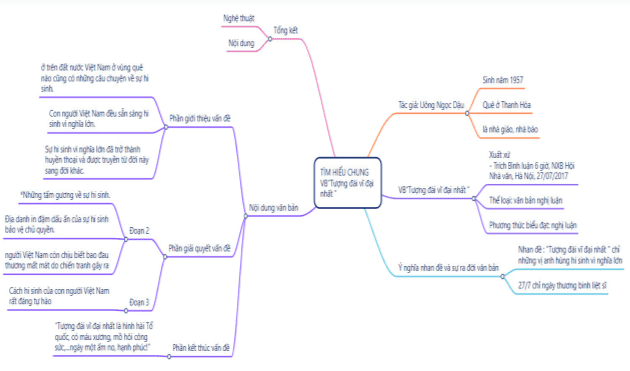 Nghệ thuật
Nội dung
Tổng kết
ở trên đất nước Việt Nam ở vùng quê
nào cũng có những câu chuyện về sự hi
sinh.
Con người Việt Nam đều sẵn sàng hi
sinh vì nghĩa lớn.
Sự hi sinh vì nghĩa lớn đã trở thành
huyền thoại và được truyền từ đời này
sang đời khác.
Phần giới thiệu vấn đề
*Những tấm gương về sự hi sinh.
Địa danh in đậm dấu ấn của sự hi sinh
bảo vệ chủ quyền.
người Việt Nam còn chịu biết bao đau
thương mất mát do chiến tranh gây ra
Đoạn 2
Cách hi sinh của con người Việt Nam
rất đáng tự hào
Đoạn 3
Phần giải quyết vấn đề
"Tượng đài vĩ đại nhất là hình hài Tổ
quốc, có máu xương, mồ hôi công
sức,...ngày một ấm no, hạnh phúc!"
Phần kết thúc vấn đề
Nội dung văn bản
TÌM HIỂU CHUNG
VB"Tượng đài vĩ đại
nhất "
Tác giả: Uông Ngọc Dậu
Sinh năm 1957
Quê ở Thanh Hóa
là nhà giáo, nhà báo
VB"Tượng đài vĩ đại nhất "
Xuất xứ
- Trích Bình luận 6 giờ, NXB Hội
Nhà văn, Hà Nội, 27/07/2017
Thể loại: văn bản nghị luận
Phương thức biểu đạt: nghị luận
Ý nghĩa nhan đề và sự ra đời văn bản
Nhan đề : "Tượng đài vĩ đại nhất " chỉ
những vị anh hùng hi sinh vì nghĩa lớn
27/7 chỉ ngày thương binh liệt sĩ